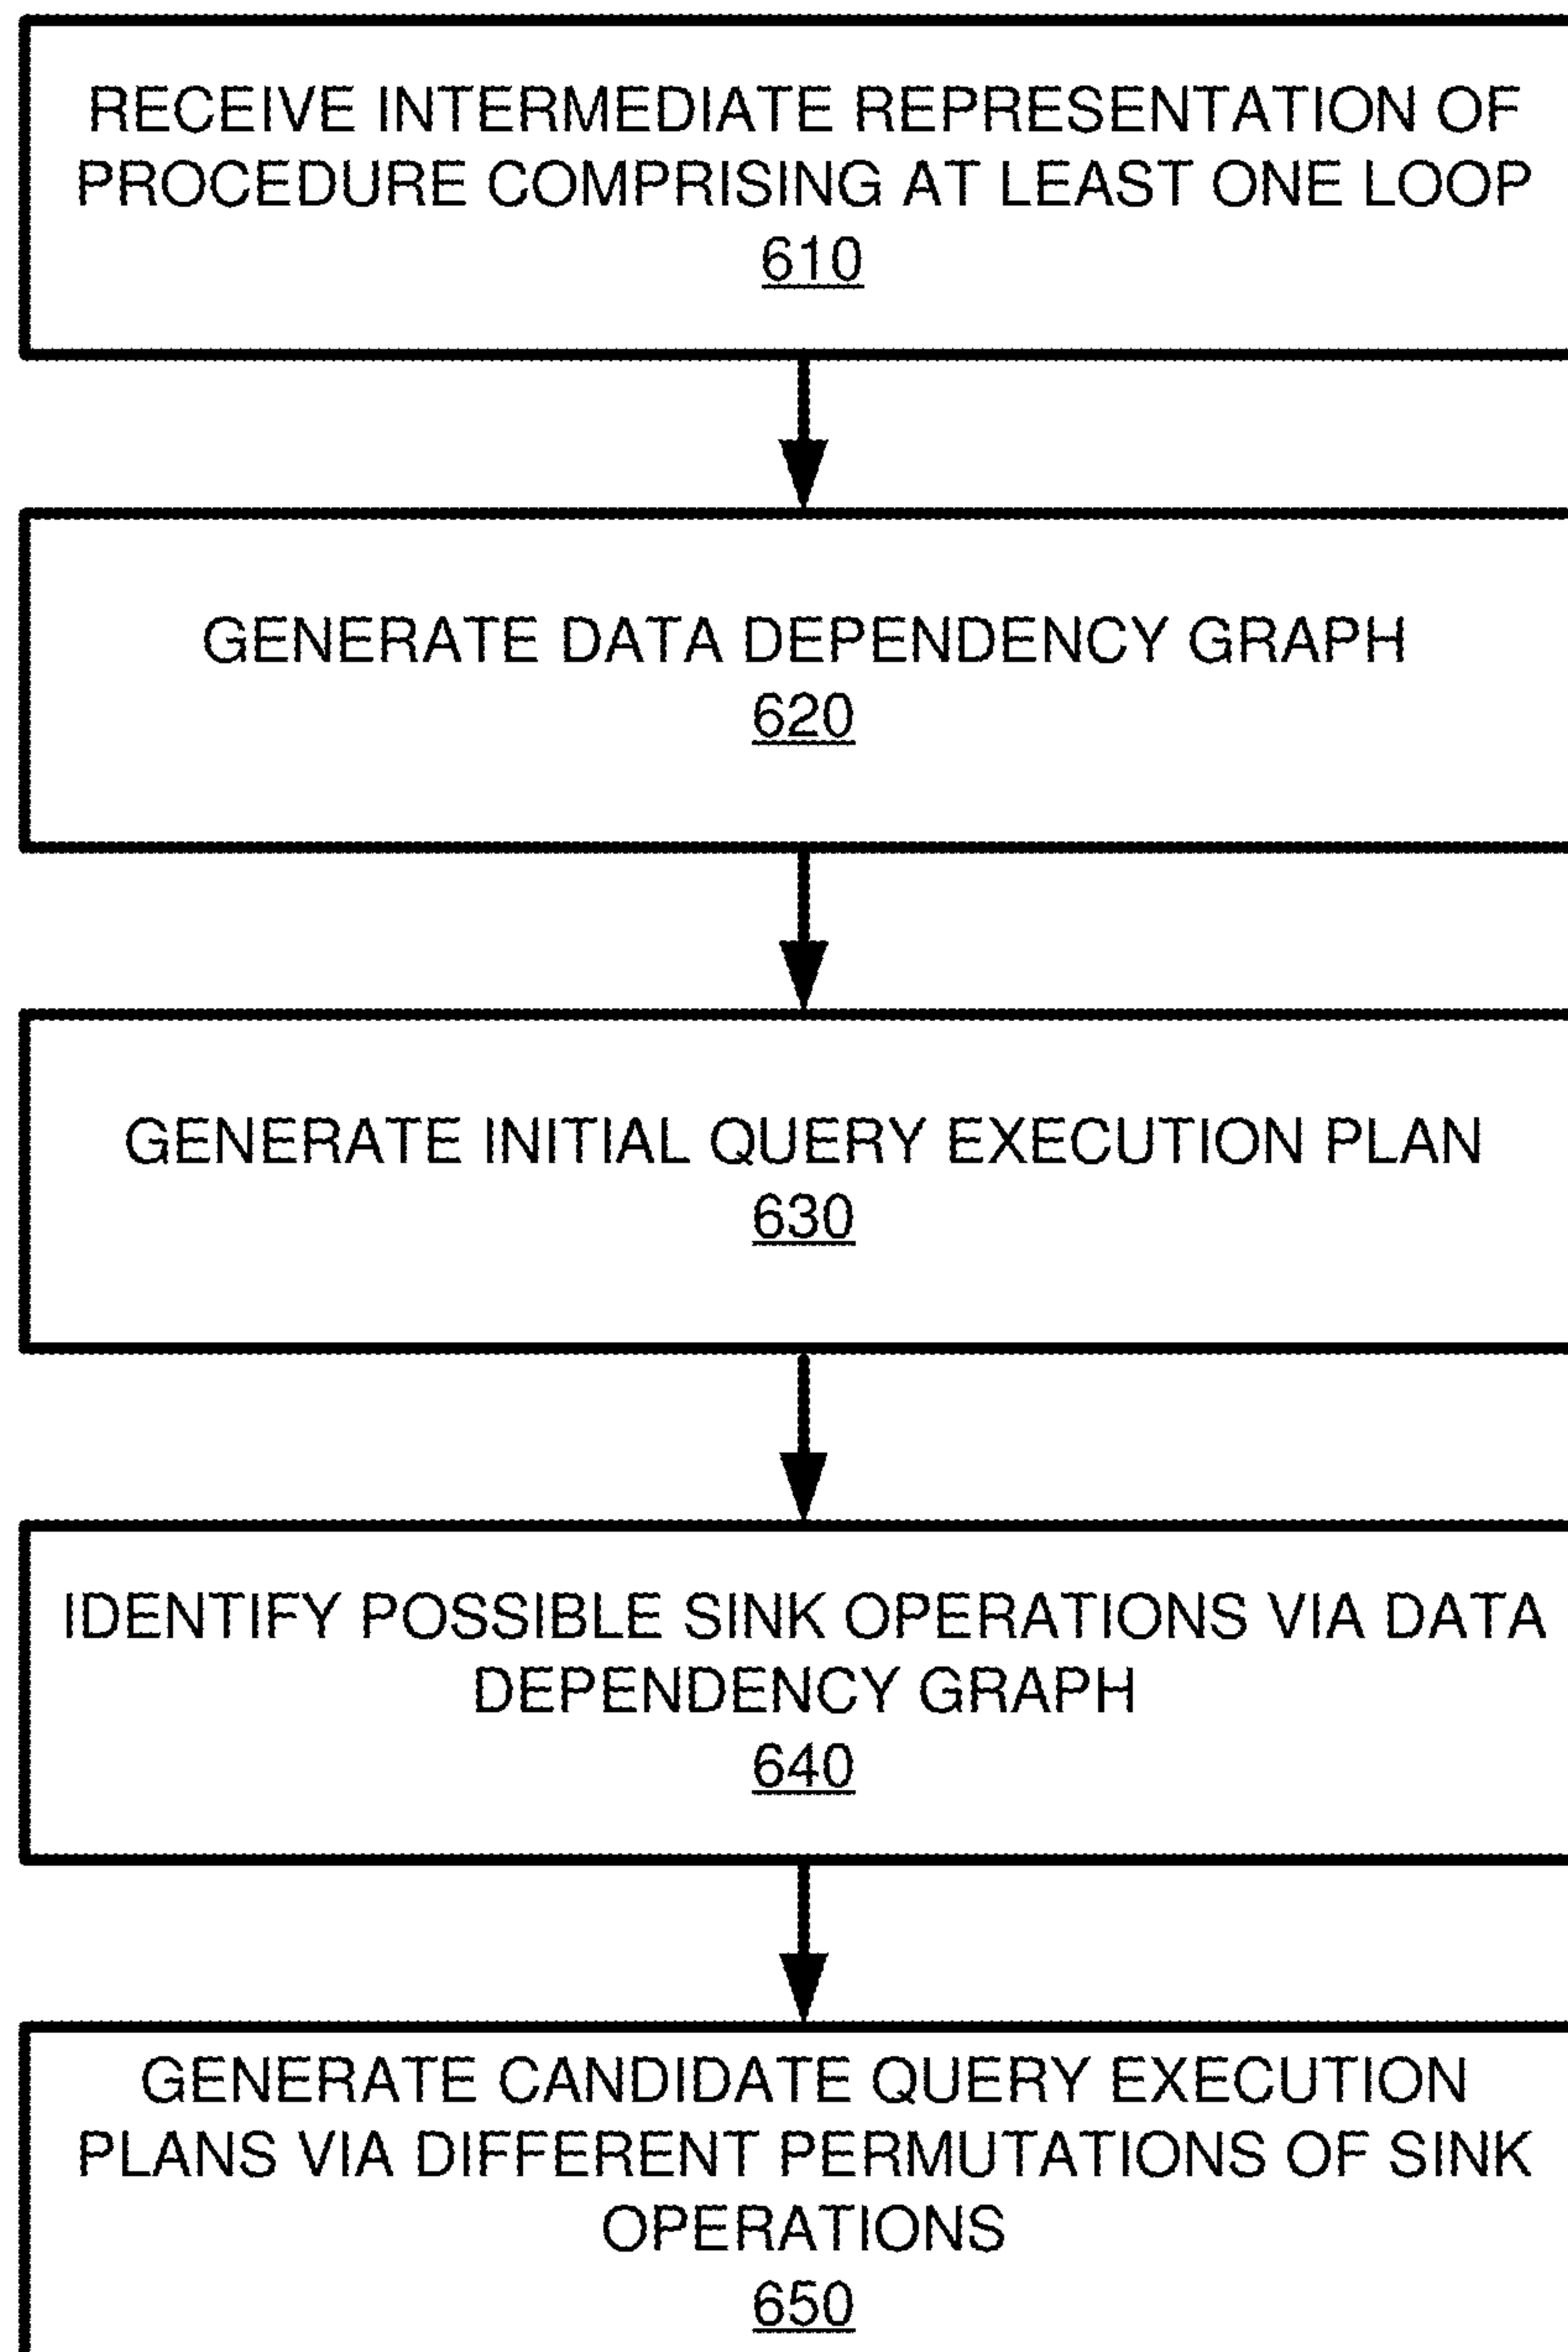 RECEIVE INTERMEDIATE REPRESENTATION OF
PROCEDURE COMPRISING AT LEAST ONE LOOP
610
GENERATE DATA DEPENDENCY GRAPH
620
GENERATE INITIAL QUERY EXECUTION PLAN
630
IDENTIFY POSSIBLE SINK OPERATIONS VIA DATA
DEPENDENCY GRAPH
640
GENERATE CANDIDATE QUERY EXECUTION
PLANS VIA DIFFERENT PERMUTATIONS OF SINK
OPERATIONS
650